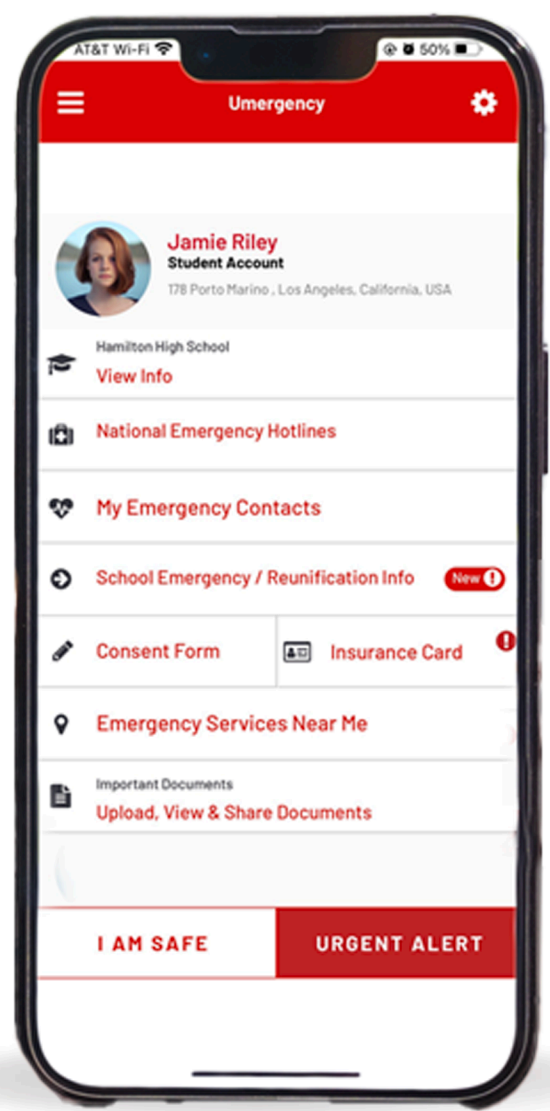 AT&T Wi-Fi 50%
Umergency
Jamie Riley
Student Account
178 Porto Marino , Los Angeles, California, USA
Hamilton High School
View Info
National Emergency Hotlines
My Emergency Contacts
School Emergency / Reunification Info New !
Consent Form Insurance Card !
Emergency Services Near Me
Important Documents
Upload, View & Share Documents
I AM SAFE URGENT ALERT